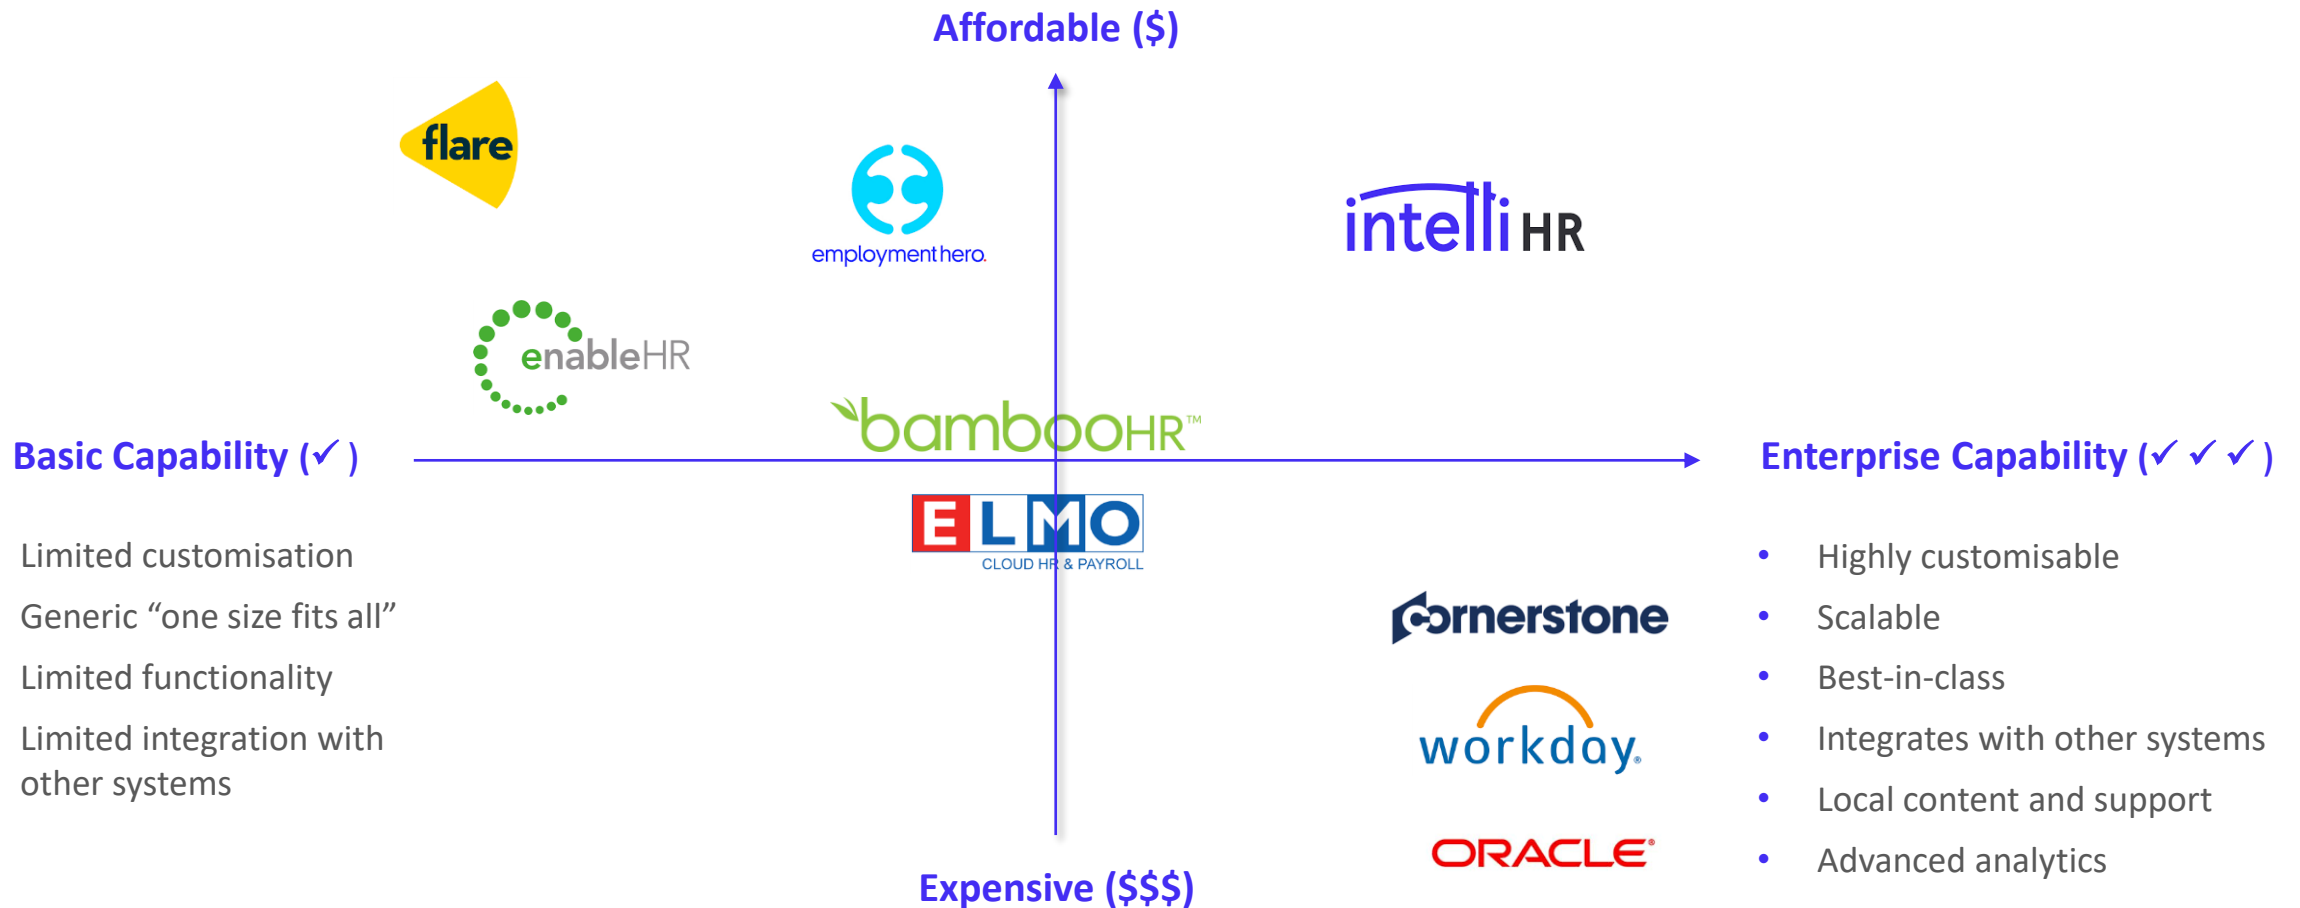 Affordable ($)
flare
employmenthero.
intelliHR
enableHR
bambooHR™
Basic Capability (✓)
Enterprise Capability (✓ ✓ ✓)
ELMO
CLOUD HR & PAYROLL
Limited customisation
Generic “one size fits all”
Limited functionality
Limited integration with
other systems
cornerstone
workday®
ORACLE®
• Highly customisable
• Scalable
• Best-in-class
• Integrates with other systems
• Local content and support
• Advanced analytics
Expensive ($$$)